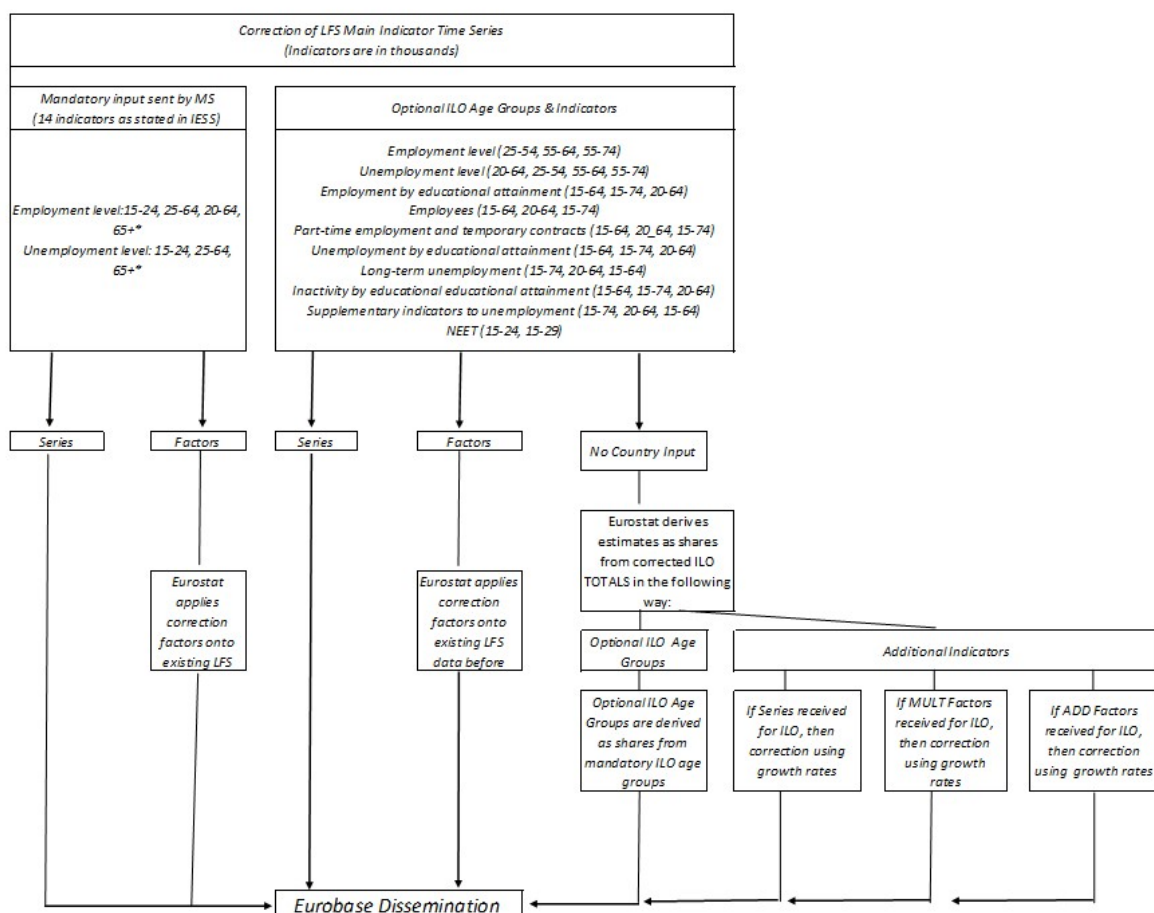 Correction of LFS Main Indicator Time Series
(Indicators are in thousands)
Mandatory input sent by MS
(14 indicators as stated in IESS)
Employment level:15-24, 25-64, 20-64,
65+*
Unemployment level: 15-24, 25-64,
65+*
Optional ILO Age Groups & Indicators
Employment level (25-54, 55-64, 55-74)
Unemployment level (20-64, 25-54, 55-64, 55-74)
Employment by educational attainment (15-64, 15-74, 20-64)
Employees (15-64, 20-64, 15-74)
Part-time employment and temporary contracts (15-64, 20_64, 15-74)
Unemployment by educational attainment (15-64, 15-74, 20-64)
Long-term unemployment (15-74, 20-64, 15-64)
Inactivity by educational educational attainment (15-64, 15-74, 20-64)
Supplementary indicators to unemployment (15-74, 20-64, 15-64)
NEET (15-24, 15-29)
Series
Factors
Series
Factors
No Country Input
Eurostat derives
estimates as shares
from corrected ILO
TOTALS in the following
way:
Eurostat
applies
correction
factors onto
existing LFS
Eurostat applies
correction
factors onto
existing LFS
data before
Optional ILO Age
Groups
Additional Indicators
Optional ILO Age
Groups are derived
as shares from
mandatory ILO age
groups
If Series received
for ILO, then
correction using
growth rates
If MULT Factors
received for ILO,
then correction
using growth
rates
If ADD Factors
received for ILO,
then correction
using growth rates
Eurobase Dissemination